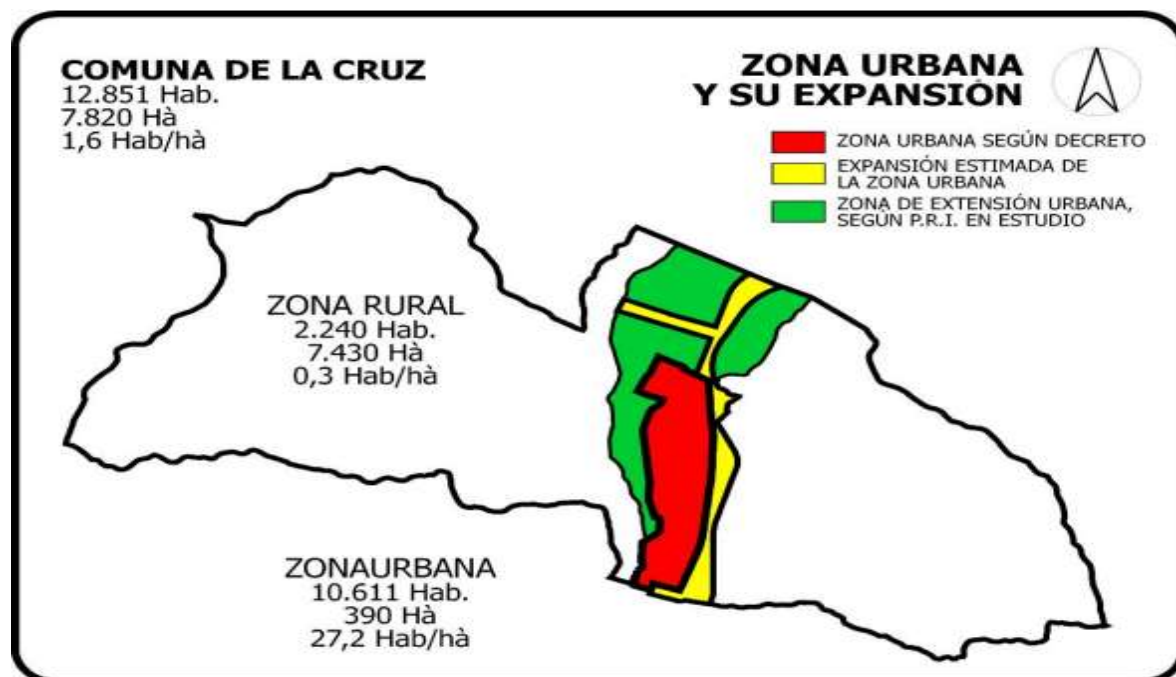 COMUNA DE LA CRUZ
12.851 Hab.
7.820 Hà
1,6 Hab/hà
ZONA URBANA
Y SU EXPANSIÓN
ZONA URBANA SEGÚN DECRETO
EXPANSIÓN ESTIMADA DE
LA ZONA URBANA
ZONA DE EXTENSIÓN URBANA,
SEGÚN P.R.I. EN ESTUDIO
ZONA RURAL
2.240 Hab.
7.430 Hà
0,3 Hab/hà
ZONAURBANA
10.611 Hab.
390 Hà
27,2 Hab/hà